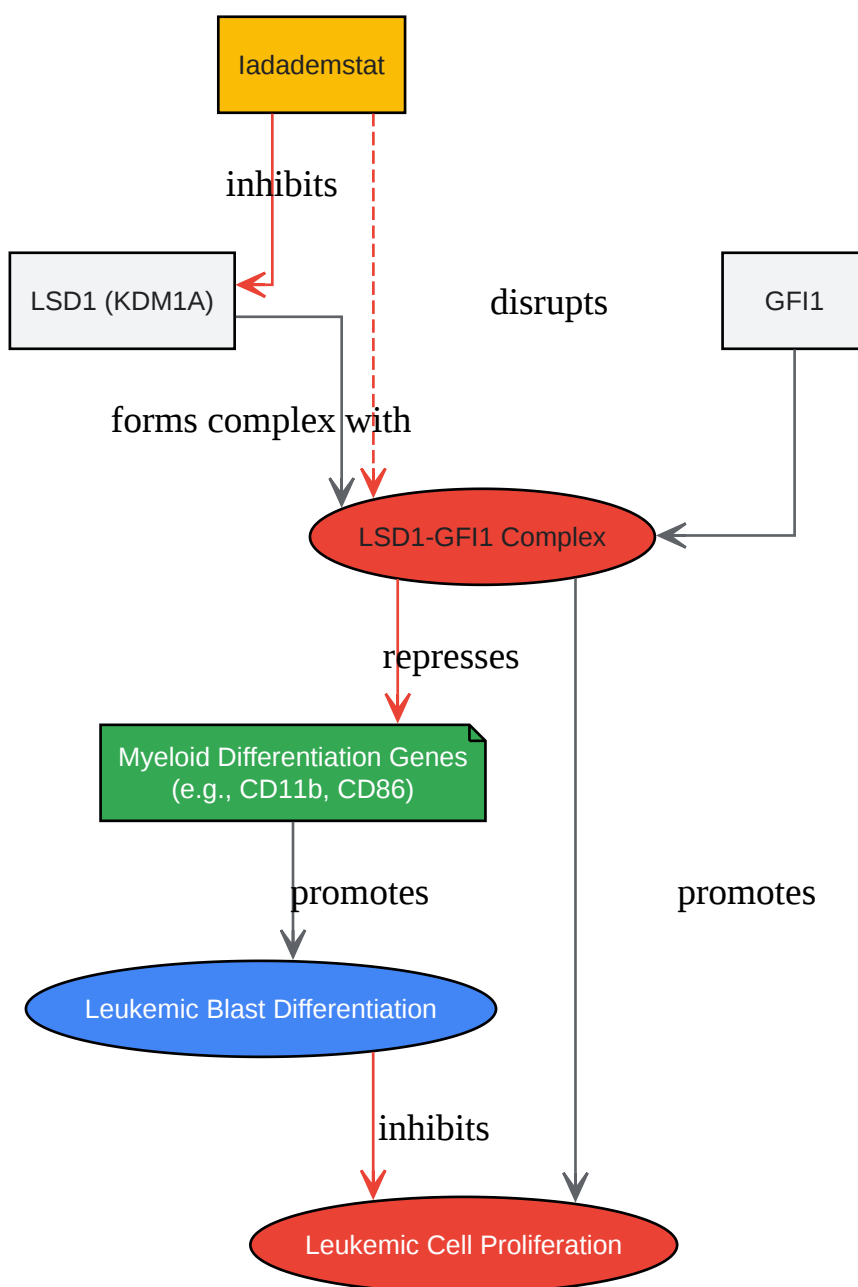 Iadademstat
inhibits
LSD1 (KDM1A)
disrupts
GFI1
forms complex with
LSD1-GFI1 Complex
represses
Myeloid Differentiation Genes
(e.g., CD11b, CD86)
promotes
promotes
Leukemic Blast Differentiation
inhibits
Leukemic Cell Proliferation